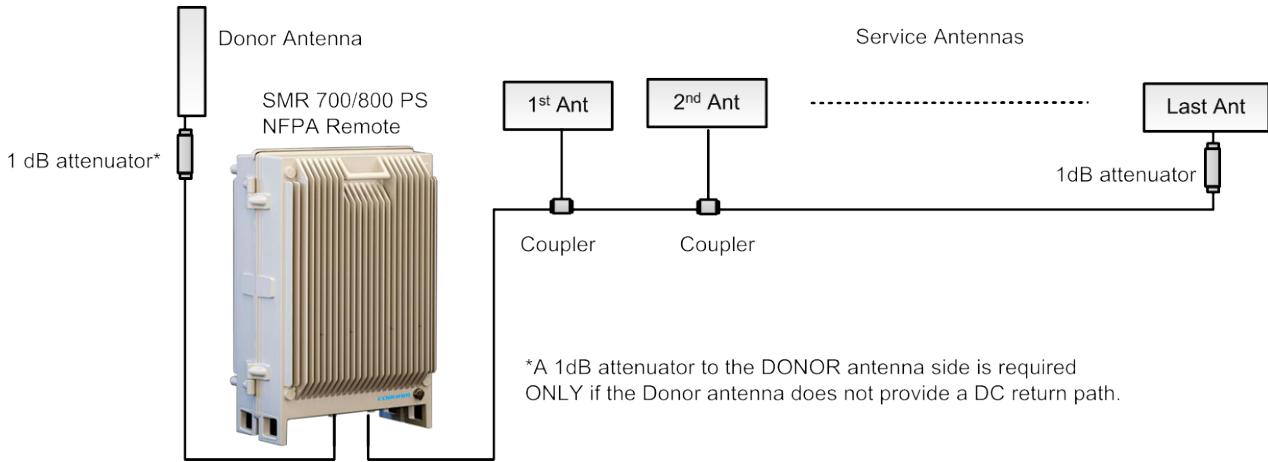 Donor Antenna
Service Antennas
SMR 700/800 PS
NFPA Remote
1st Ant
2nd Ant
Last Ant
1 dB attenuator*
1dB attenuator
Coupler
Coupler
*A 1dB attenuator to the DONOR antenna side is required
ONLY if the Donor antenna does not provide a DC return path.